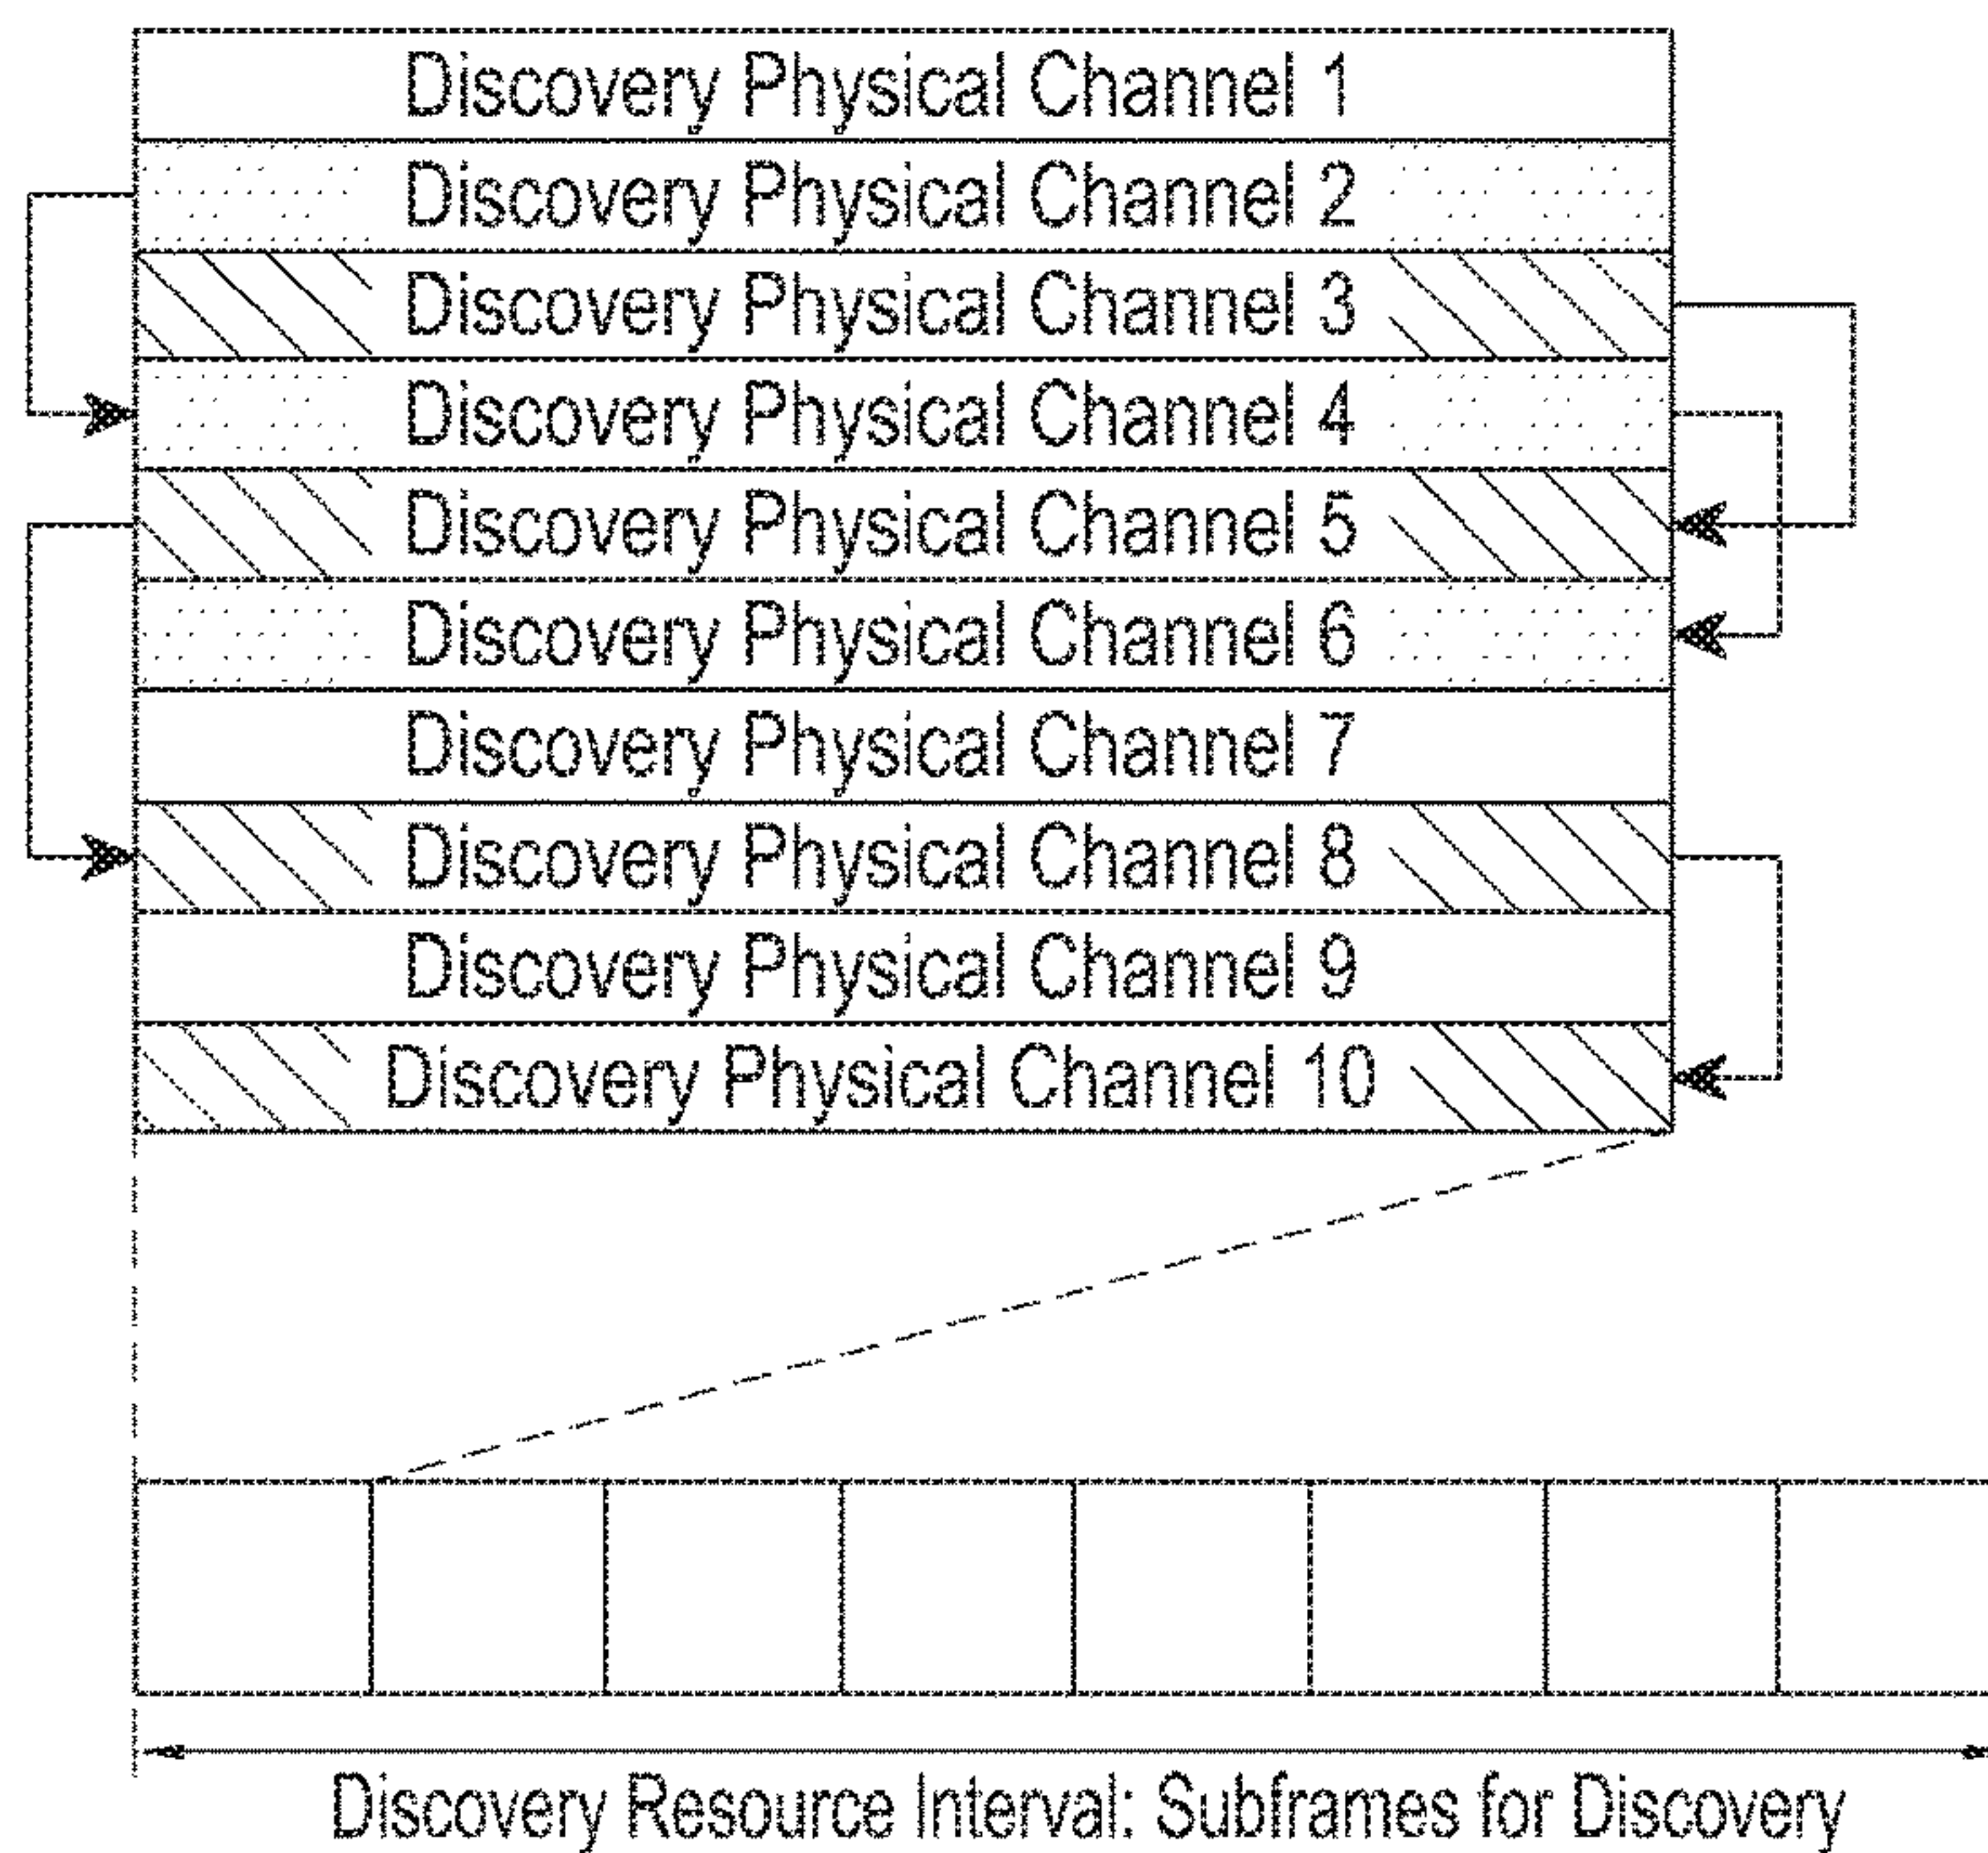 Discovery Physical Channel 1
Discovery Physical Channel 2
Discovery Physical Channel 3
Discovery Physical Channel 4
Discovery Physical Channel 5
Discovery Physical Channel 6
Discovery Physical Channel 7
Discovery Physical Channel 8
Discovery Physical Channel 9
Discovery Physical Channel 10
Discovery Resource Interval: Subframes for Discovery